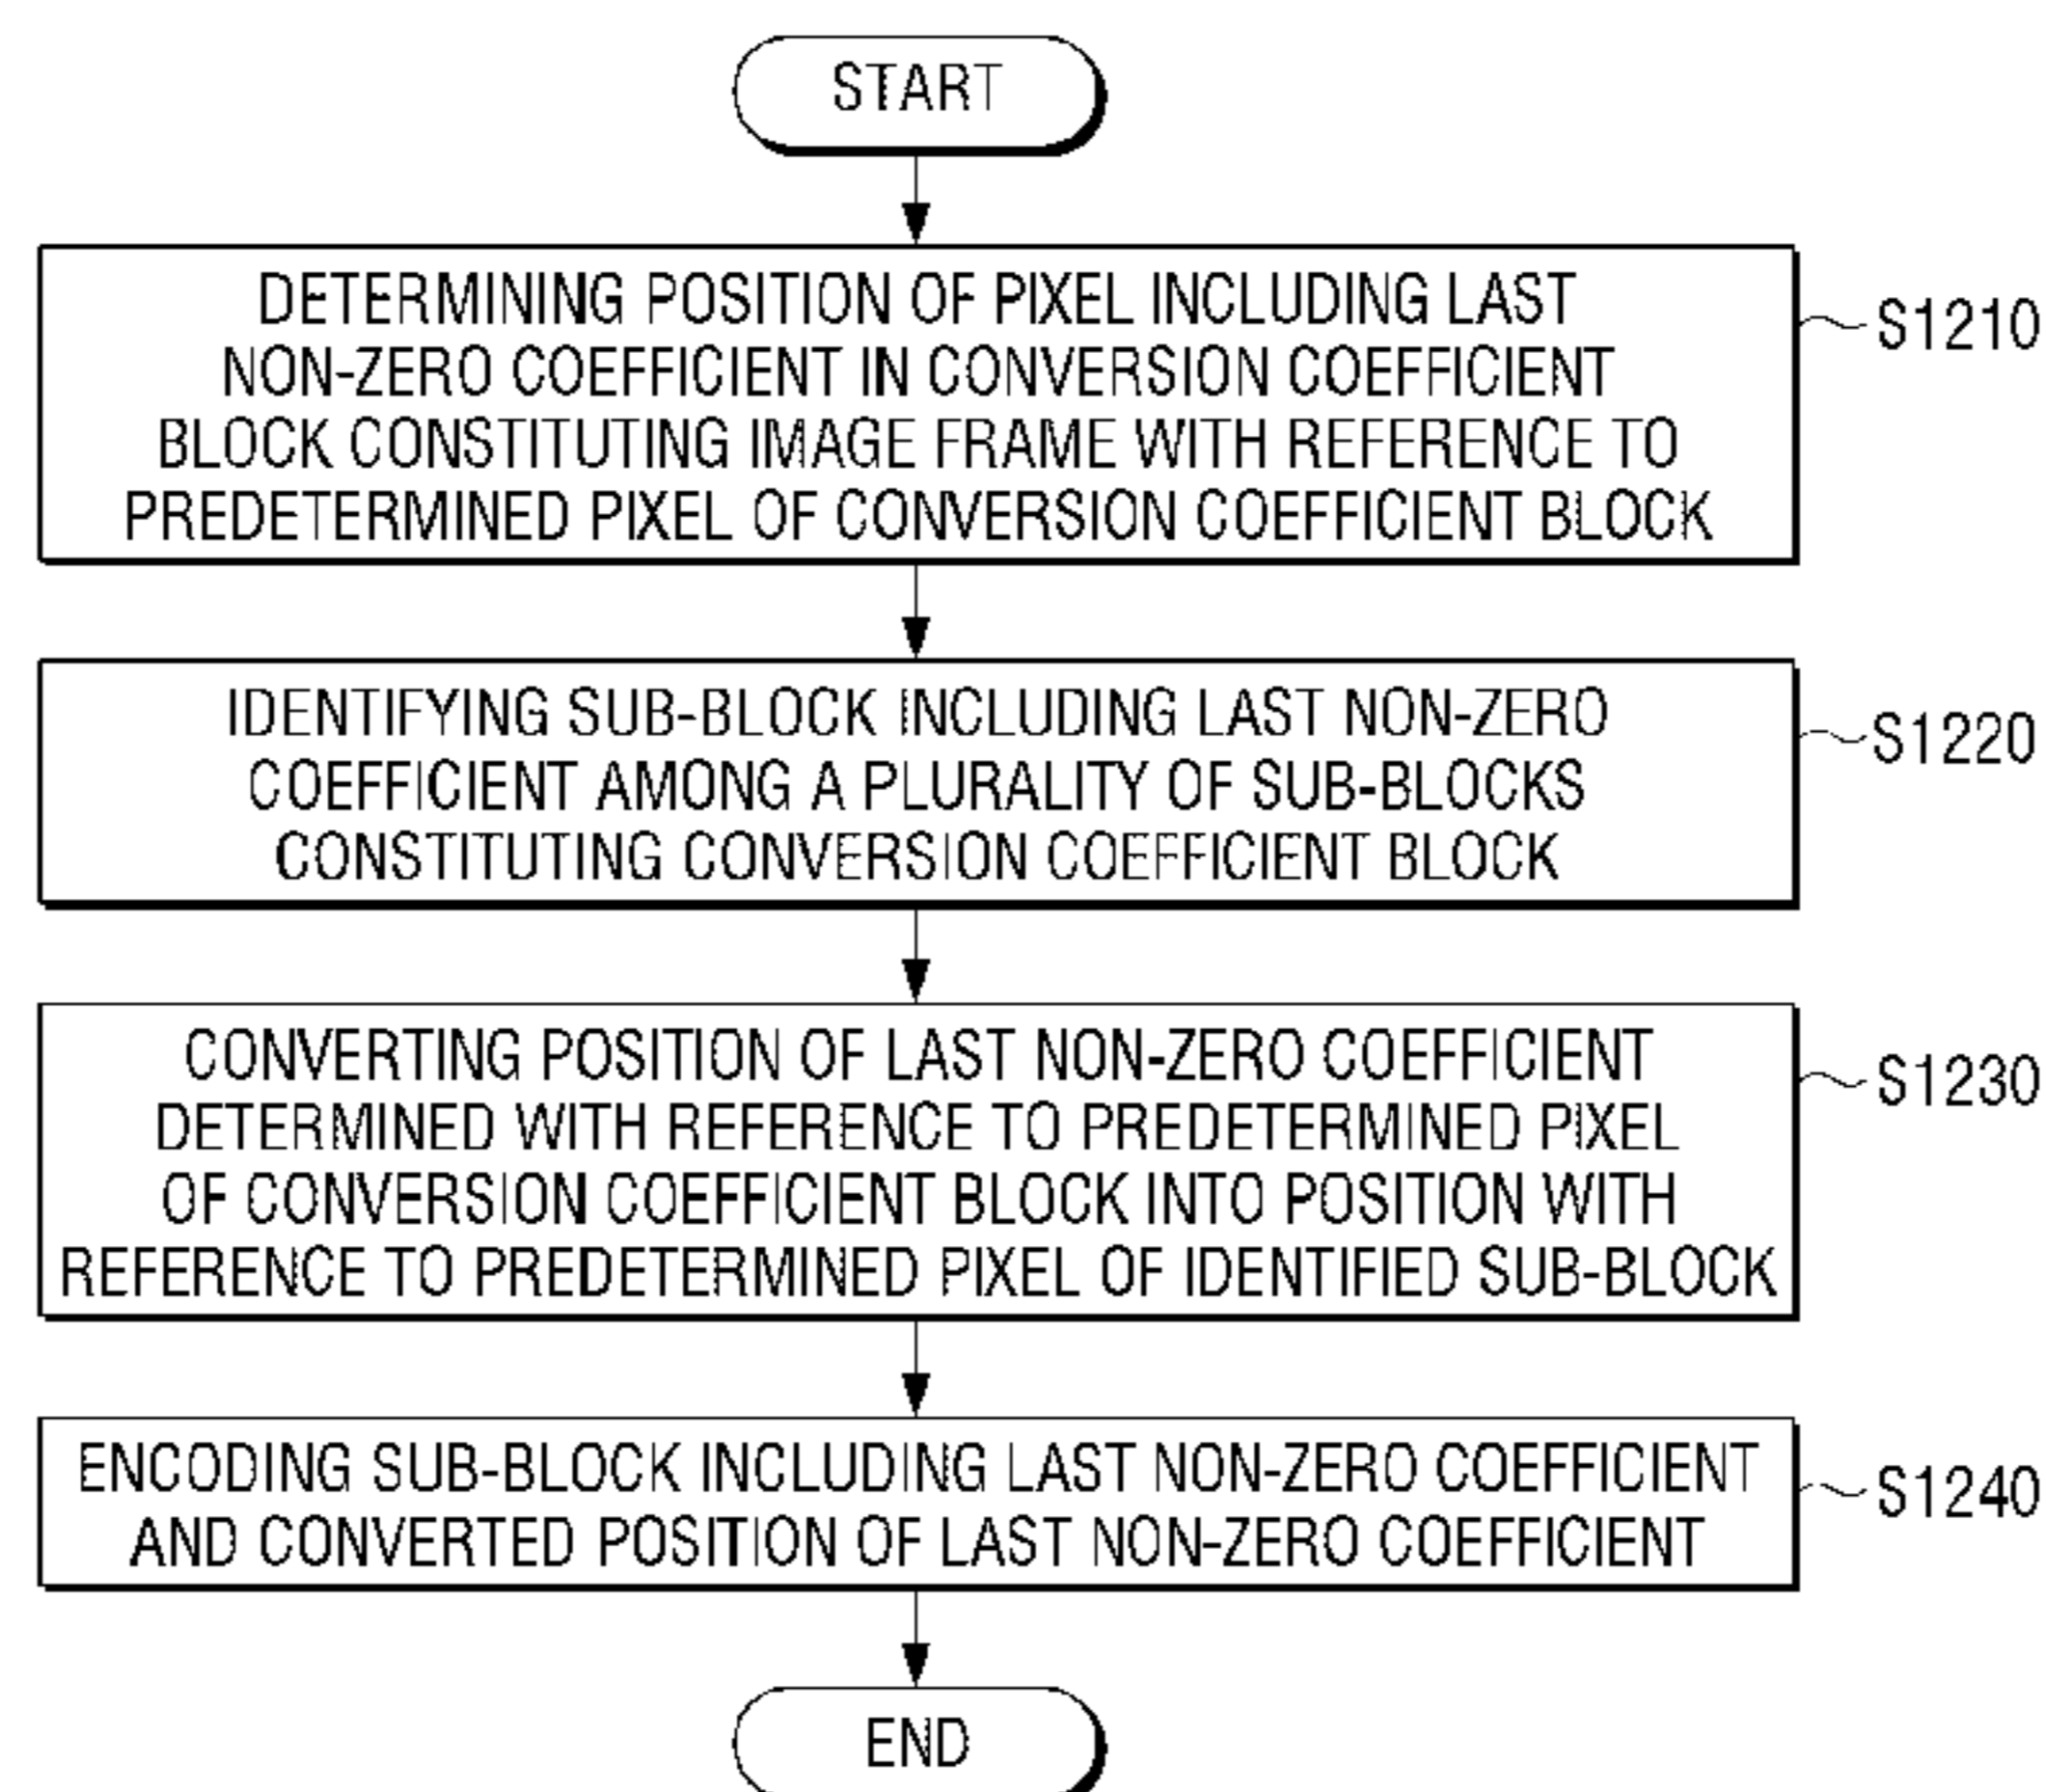 START
DETERMINING POSITION OF PIXEL INCLUDING LAST
NON-ZERO COEFFICIENT IN CONVERSION COEFFICIENT
BLOCK CONSTITUTING IMAGE FRAME WITH REFERENCE TO
PREDETERMINED PIXEL OF CONVERSION COEFFICIENT BLOCK
S1210
IDENTIFYING SUB-BLOCK INCLUDING LAST NON-ZERO
COEFFICIENT AMONG A PLURALITY OF SUB-BLOCKS
CONSTITUTING CONVERSION COEFFICIENT BLOCK
S1220
CONVERTING POSITION OF LAST NON-ZERO COEFFICIENT
DETERMINED WITH REFERENCE TO PREDETERMINED PIXEL
OF CONVERSION COEFFICIENT BLOCK INTO POSITION WITH
REFERENCE TO PREDETERMINED PIXEL OF IDENTIFIED SUB-BLOCK
S1230
ENCODING SUB-BLOCK INCLUDING LAST NON-ZERO COEFFICIENT
AND CONVERTED POSITION OF LAST NON-ZERO COEFFICIENT
S1240
END